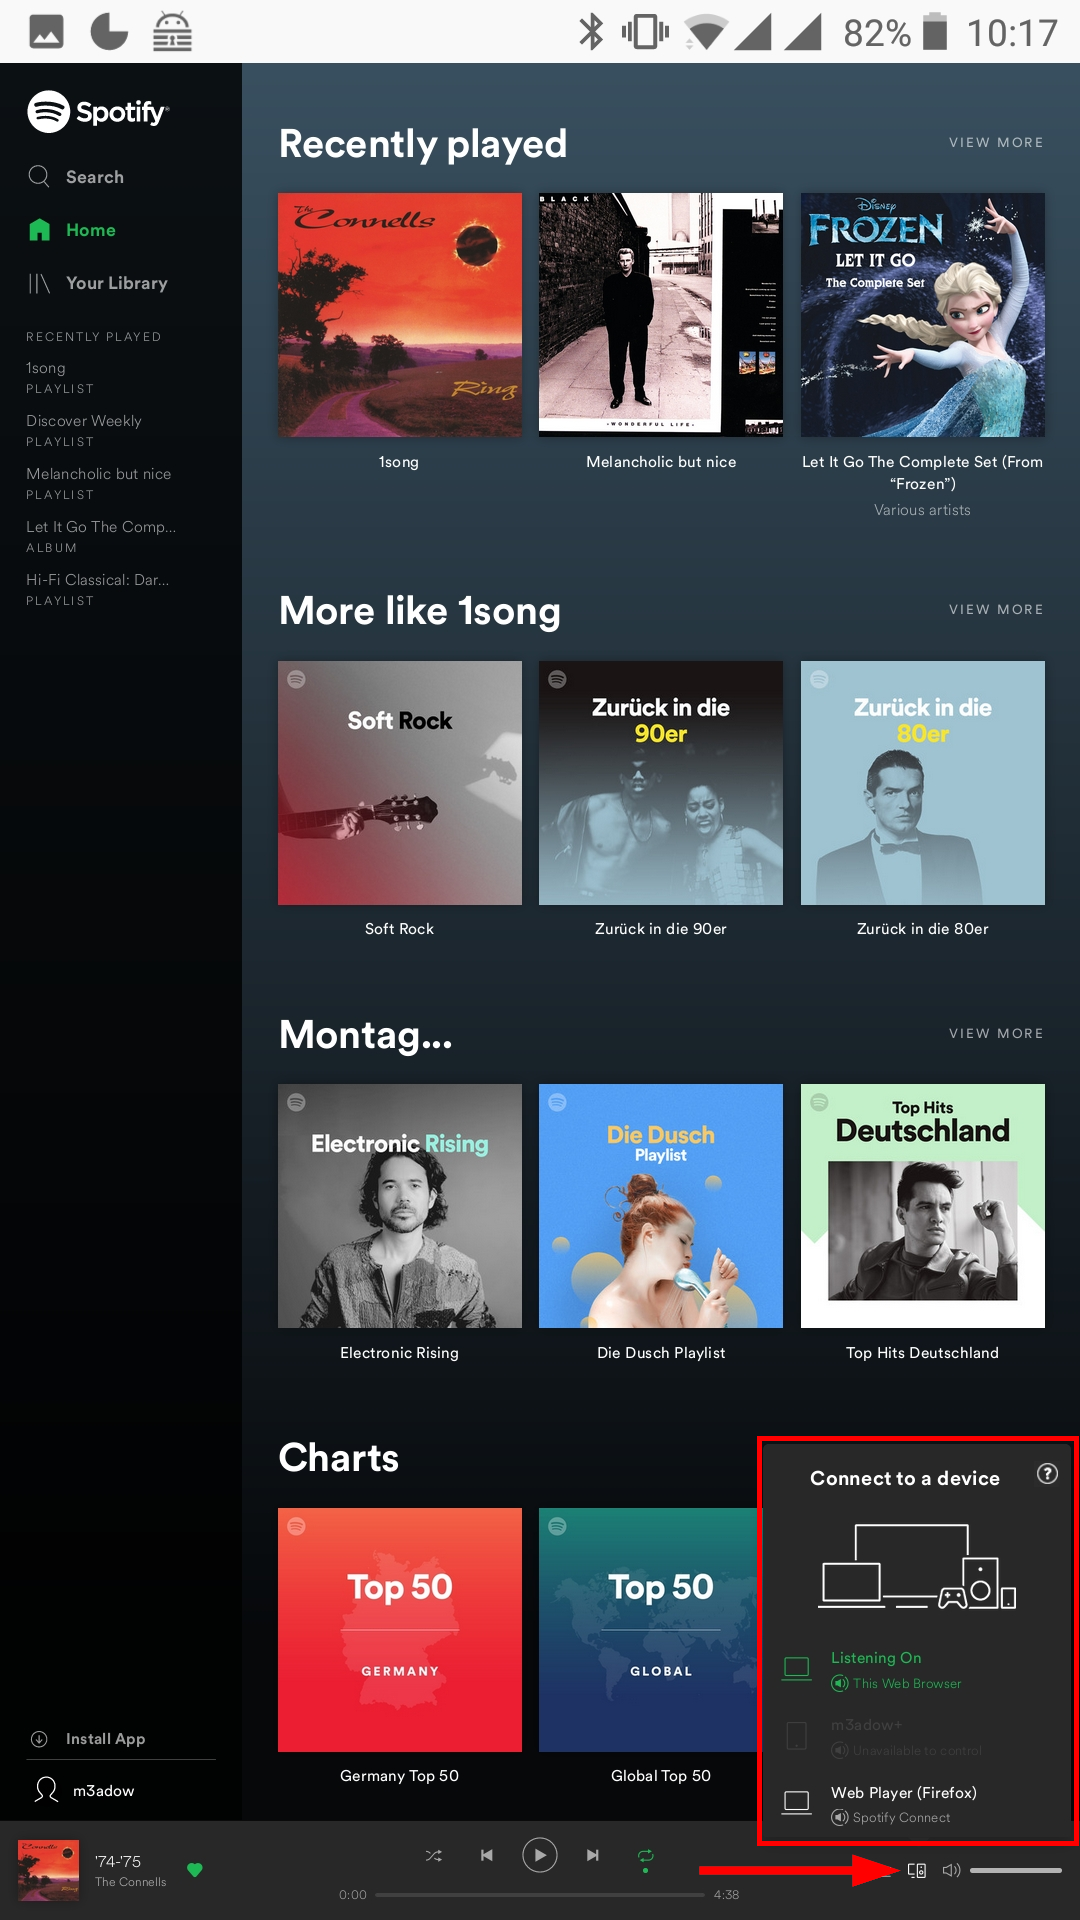 82% 10:17
Spotify
Search
Home
Your Library
RECENTLY PLAYED
1song
PLAYLIST
Discover Weekly
PLAYLIST
Melancholic but nice
PLAYLIST
Let It Go The Comp...
ALBUM
Hi-Fi Classical: Dar...
PLAYLIST
Install App
m3adow
Recently played
VIEW MORE
The Connells
Ring
BLACK
-WONDERFUL LIFE-
Disney
FROZEN
LET IT GO
The Complete Set
1song
Melancholic but nice
Let It Go The Complete Set (From
“Frozen”)
Various artists
More like 1song
VIEW MORE
Soft Rock
Zurück in die
90er
Zurück in die
80er
Soft Rock
Zurück in die 90er
Zurück in die 80er
Montag...
VIEW MORE
Electronic Rising
Die Dusch
Playlist
Top Hits
Deutschland
Electronic Rising
Die Dusch Playlist
Top Hits Deutschland
Charts
Top 50
GERMANY
Top 50
GLOBAL
Germany Top 50
Global Top 50
Connect to a device
?
Listening On
This Web Browser
m3adow+
Unavailable to control
Web Player (Firefox)
Spotify Connect
'74-'75
The Connells
0:00
4:38